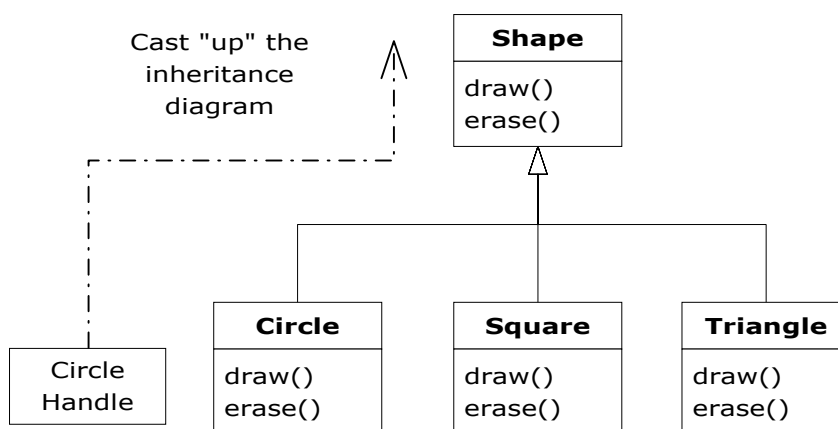 Cast "up" the
inheritance
diagram
Shape
draw()
erase()
Circle
Handle
Circle
draw()
erase()
Square
draw()
erase()
Triangle
draw()
erase()